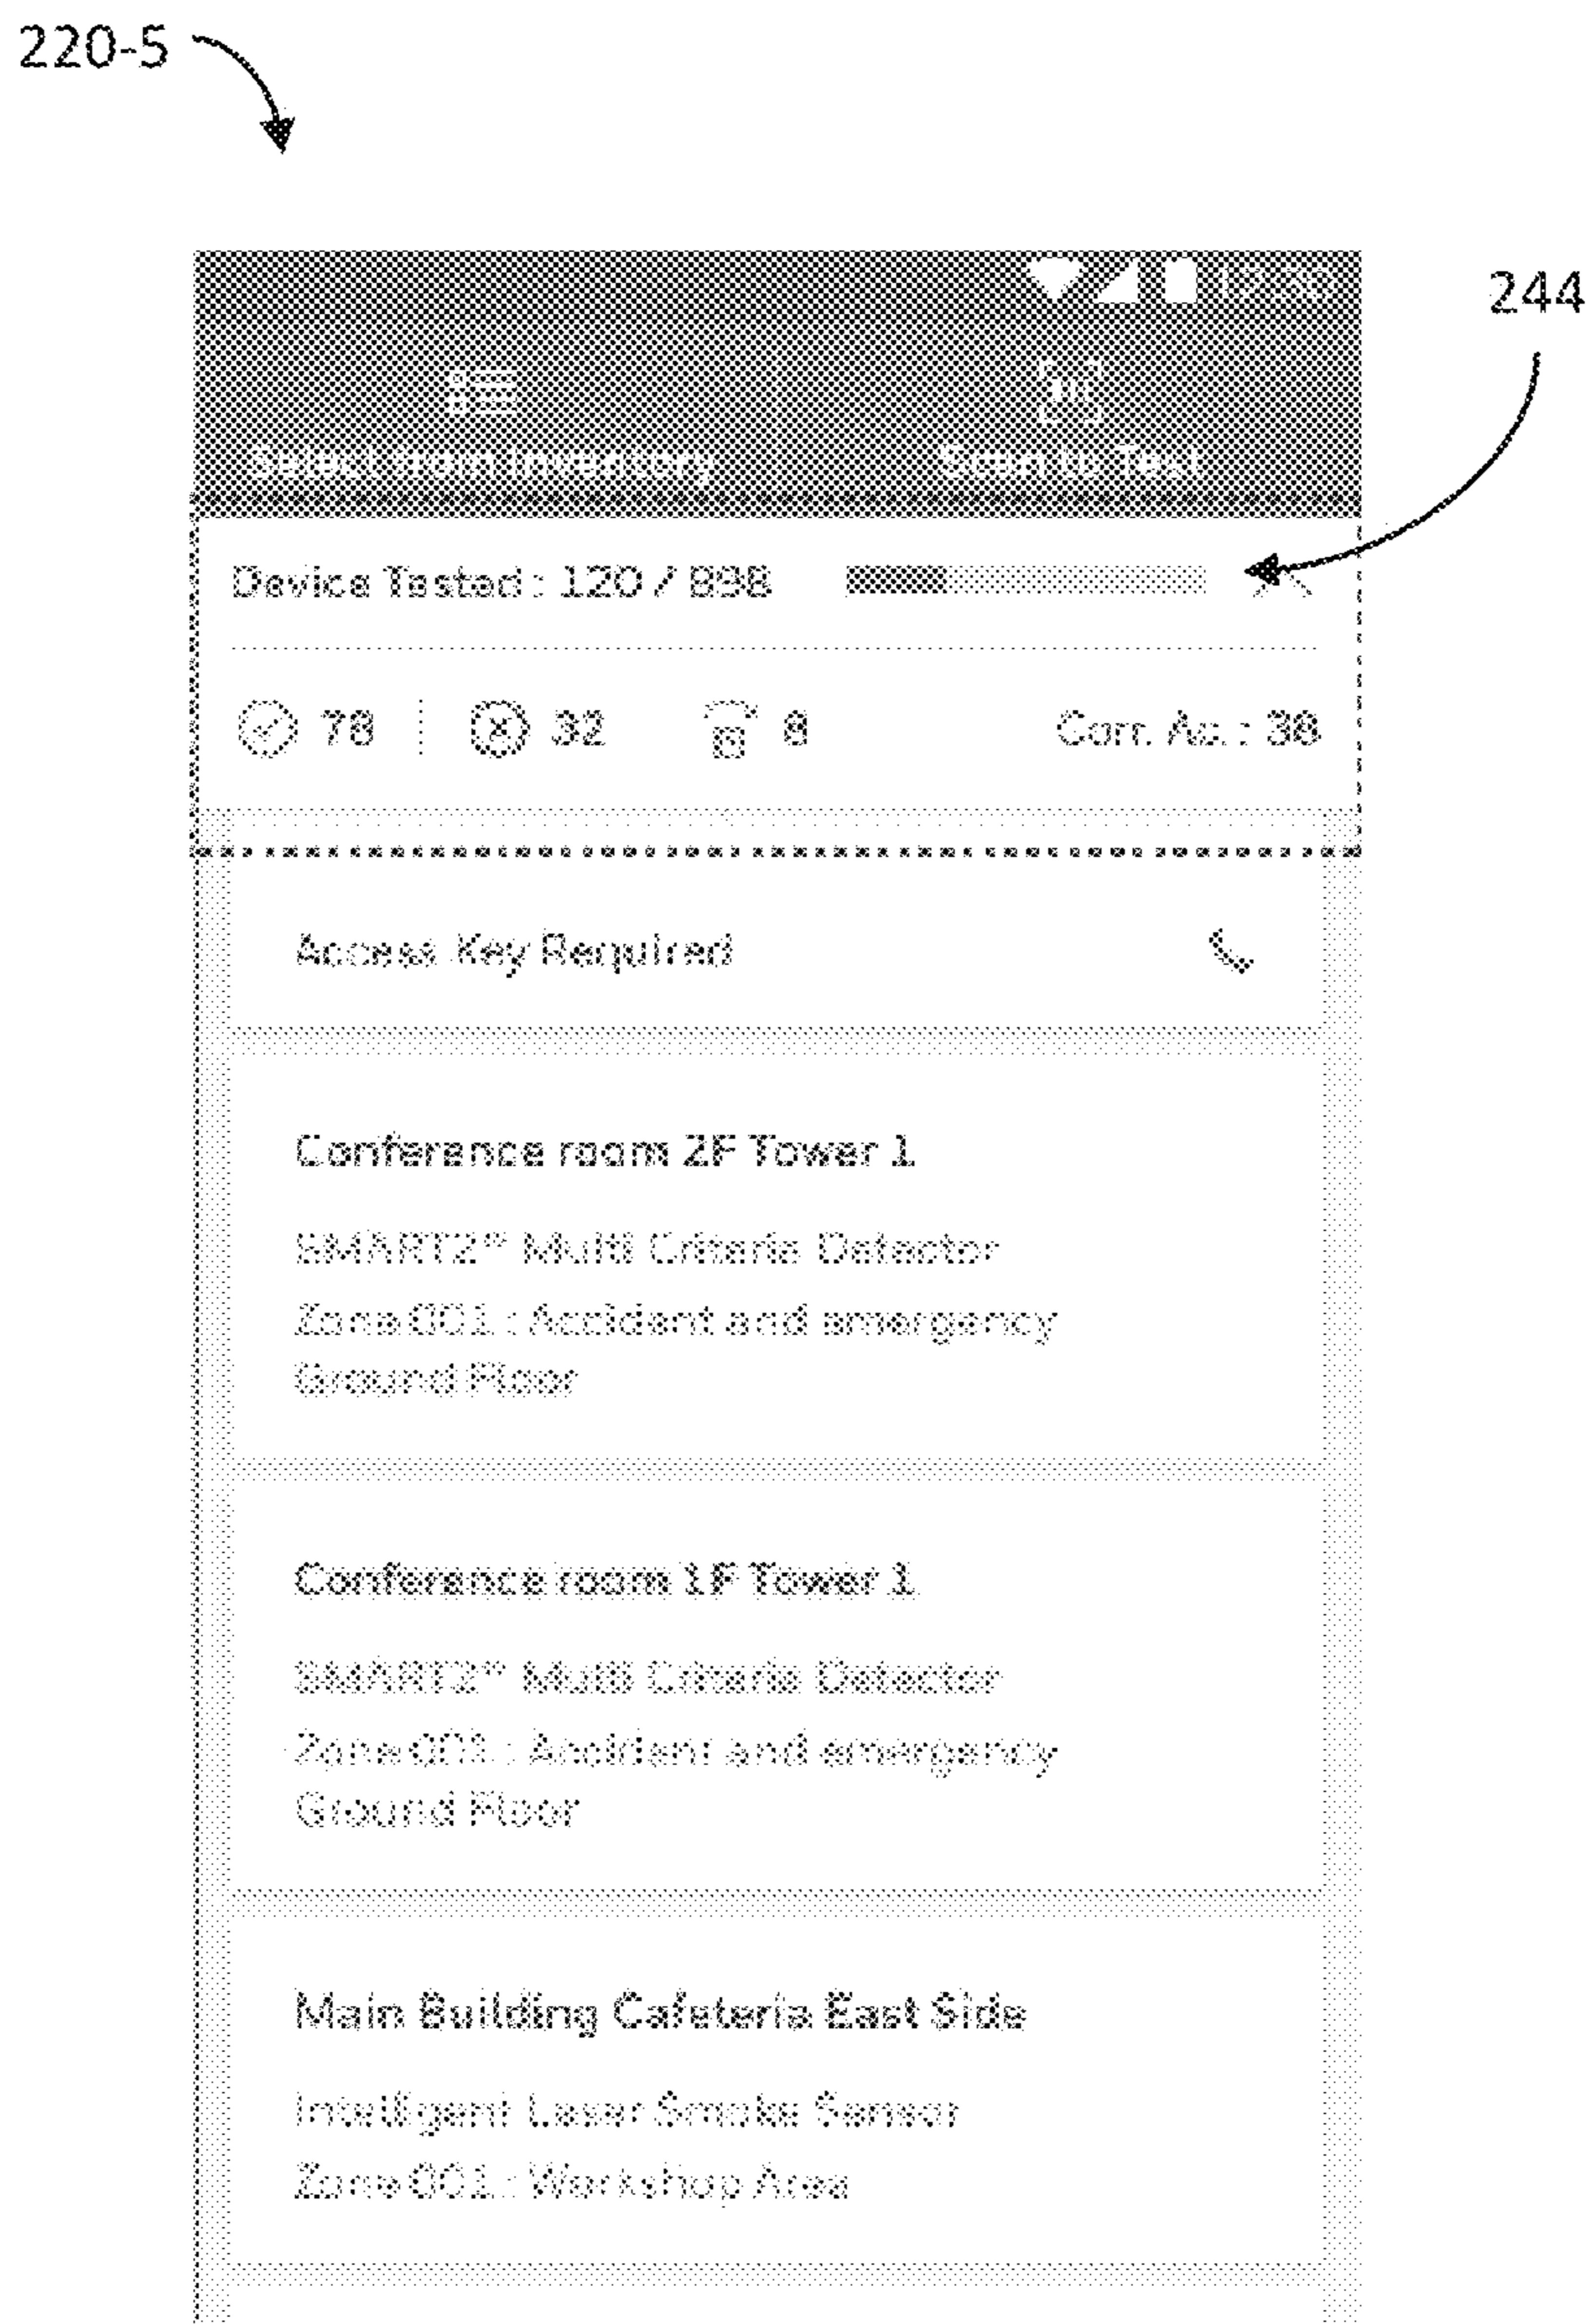 220-5
244
12:30
Select from Inventory
Scan to Test
Device Tested : 120 / 898
78
32
8
Corr. Ac. : 38
Access Key Required
Conference room 2F Tower 1
SMART2™ Multi Criteria Detector
Zone 001 : Accident and emergency
Ground Floor
Conference room 1F Tower 1
SMART2™ Multi Criteria Detector
Zone 001 : Accident and emergency
Ground Floor
Main Building Cafeteria East Side
Intelligent Laser Smoke Sensor
Zone 001 : Workshop Area